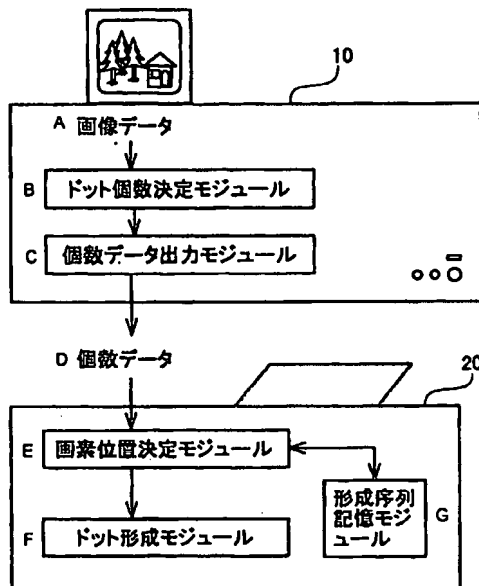 10
A 画像データ
B ドット個数決定モジュール
C 個数データ出力モジュール
D 個数データ
20
E 画素位置決定モジュール
F ドット形成モジュール
形成序列
記憶モジ
ュール
G